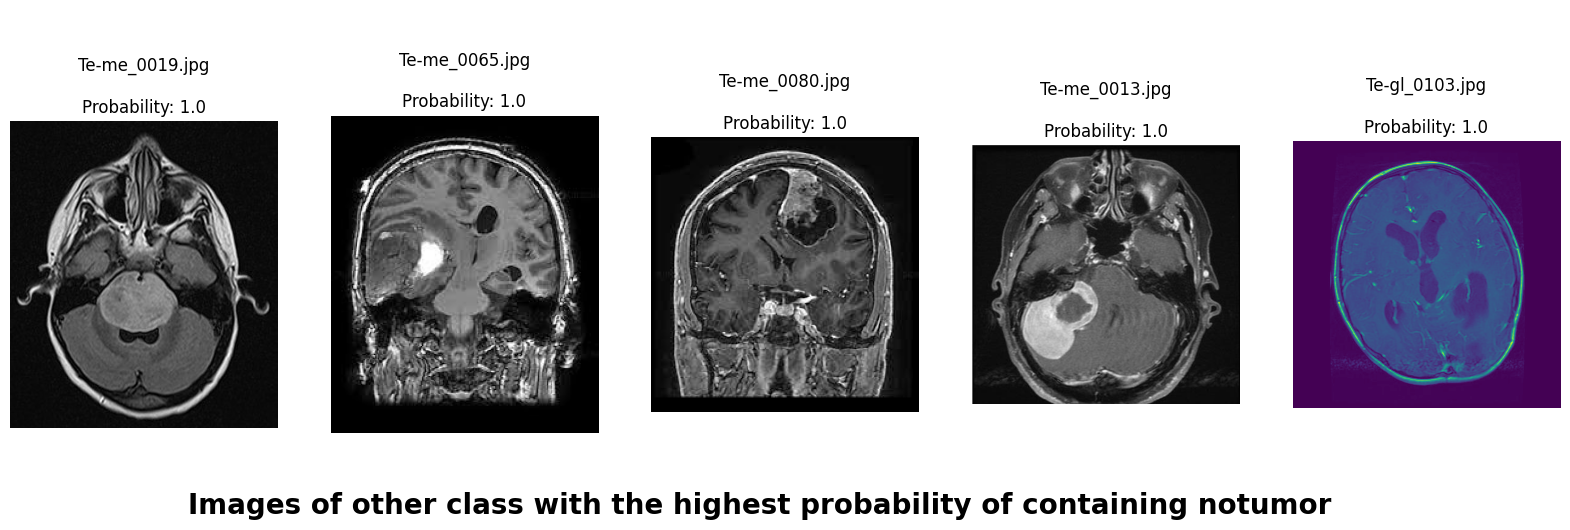 Te-me_0019.jpg
Probability: 1.0
Te-me_0065.jpg
Probability: 1.0
Te-me_0080.jpg
Probability: 1.0
Te-me_0013.jpg
Probability: 1.0
Te-gl_0103.jpg
Probability: 1.0
Images of other class with the highest probability of containing notumor